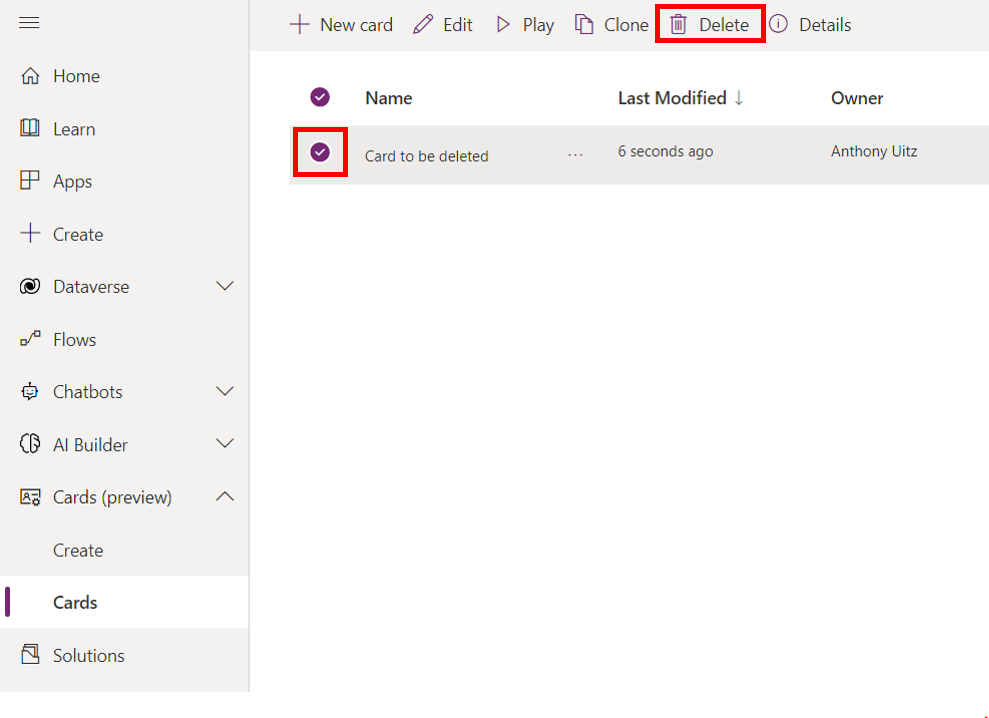 New card Edit Play Clone Delete Details
Home
Learn
Apps
Create
Dataverse
Flows
Chatbots
AI Builder
Cards (preview)
Create
Cards
Solutions
Name Last Modified ↓ Owner
Card to be deleted ... 6 seconds ago Anthony Uitz